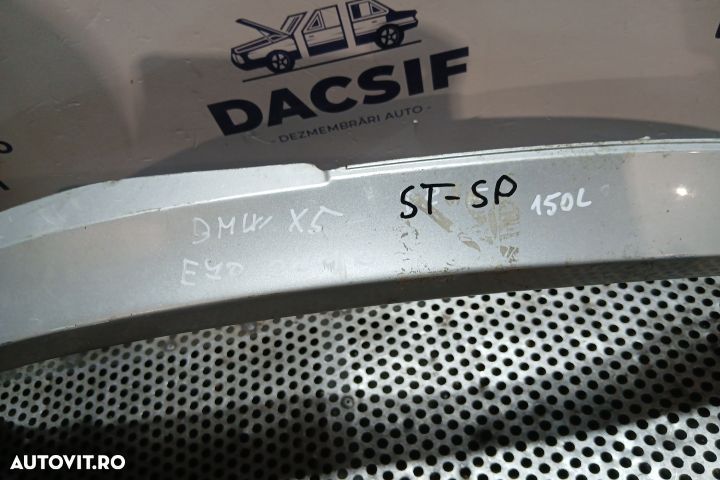 DACSIF
- DEZMEMBRĂRI AUTO -
BMW X5
ST-SP
150L
AUTOVIT.RO